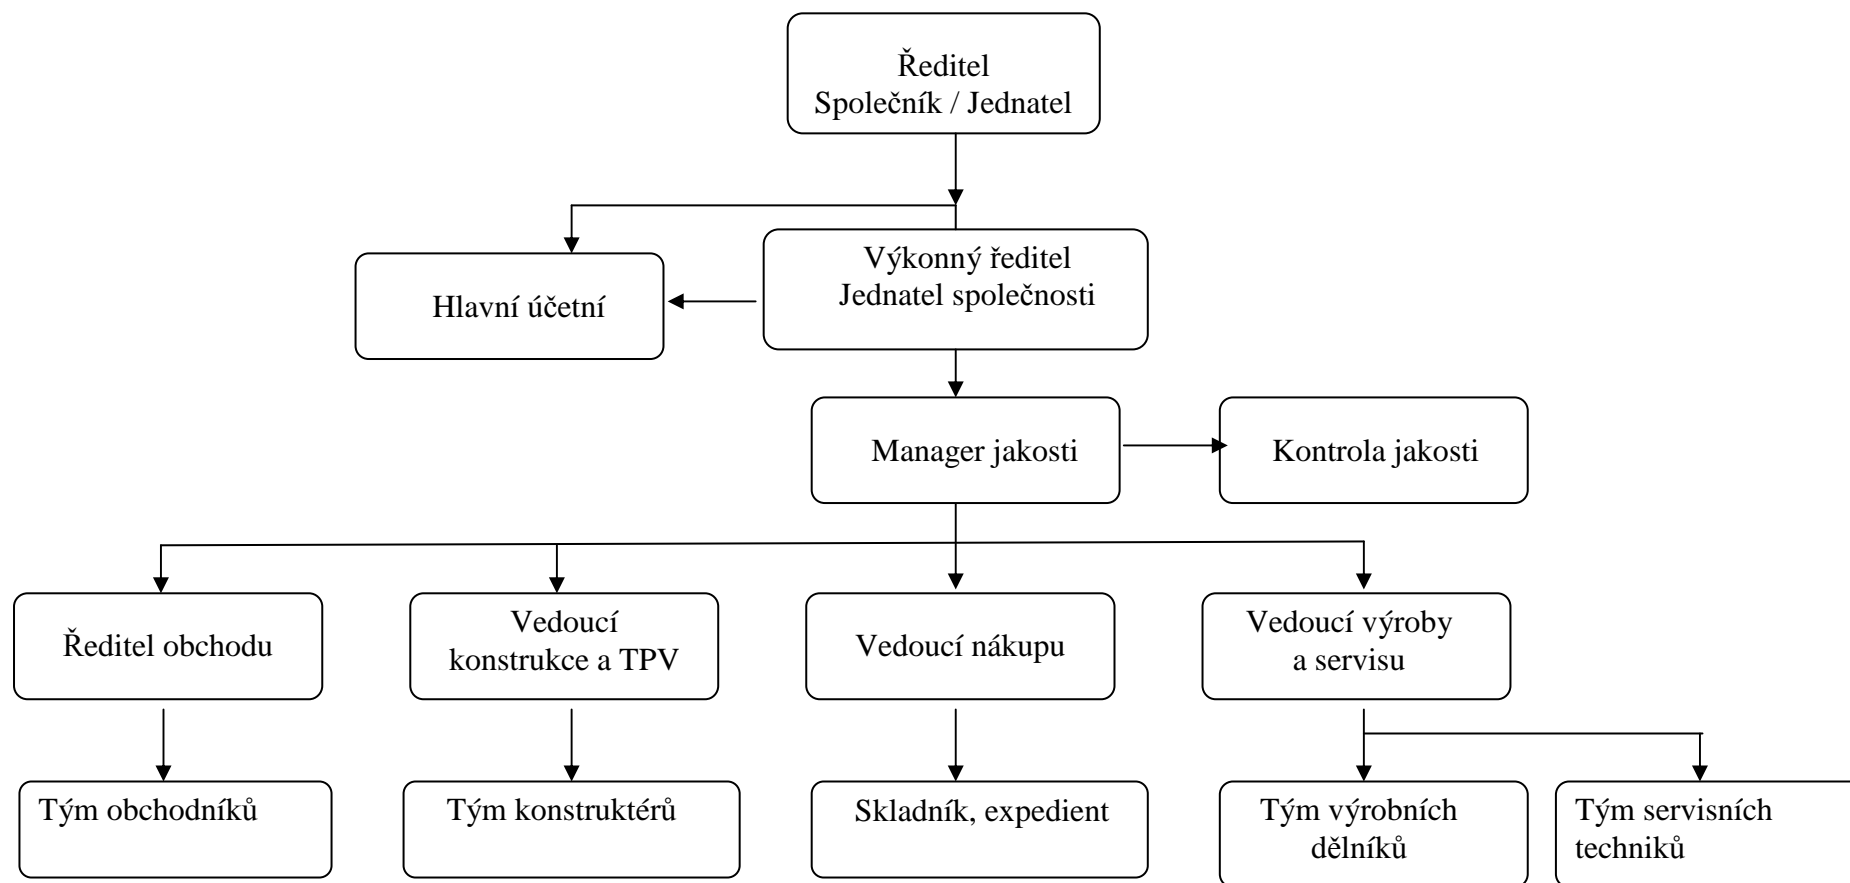 Ředitel
Společník / Jednatel
Výkonný ředitel
Jednatel společnosti
Hlavní účetní
Manager jakosti
Kontrola jakosti
Ředitel obchodu
Vedoucí
konstrukce a TPV
Vedoucí nákupu
Vedoucí výroby
a servisu
Tým obchodníků
Tým konstruktérů
Skladník, expedient
Tým výrobních
dělníků
Tým servisních
techniků